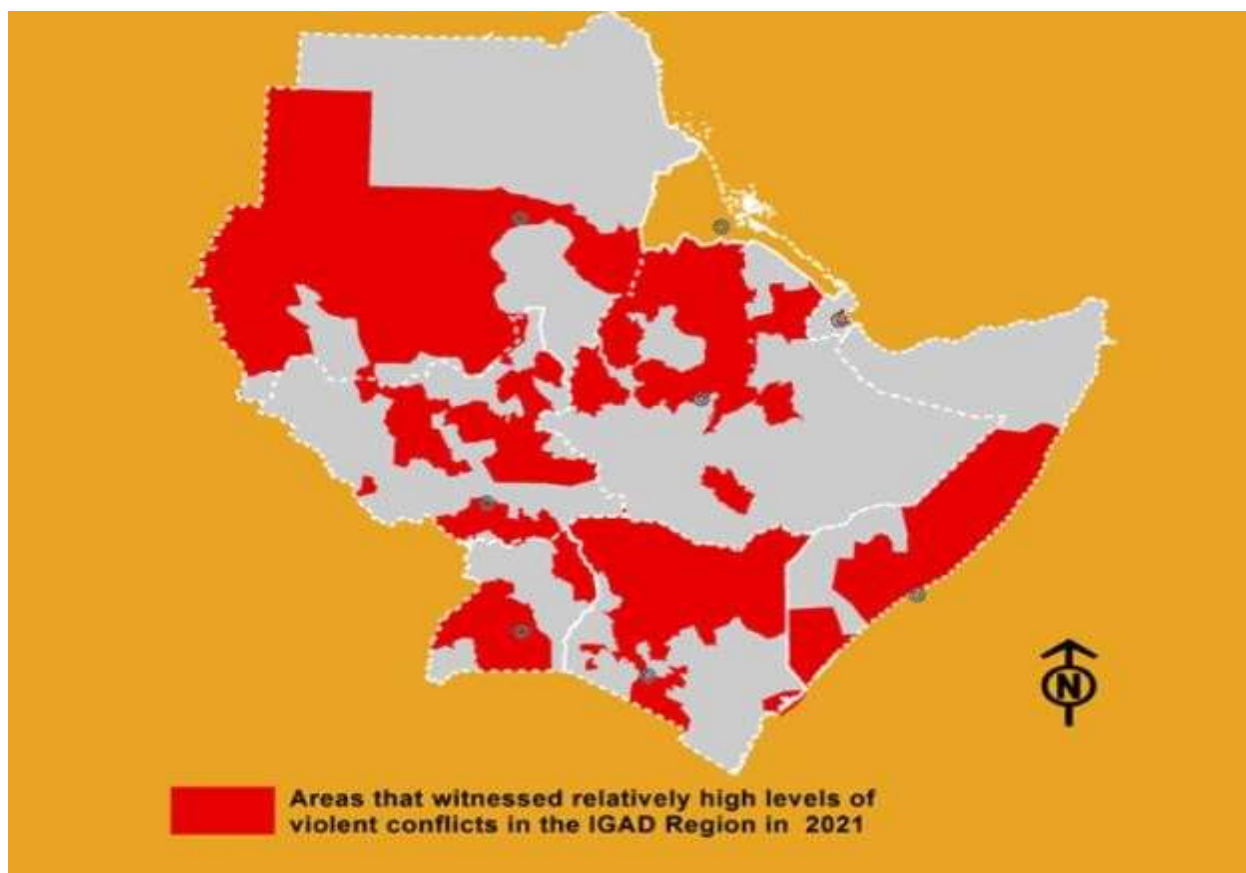 N
Areas that witnessed relatively high levels of
violent conflicts in the IGAD Region in 2021